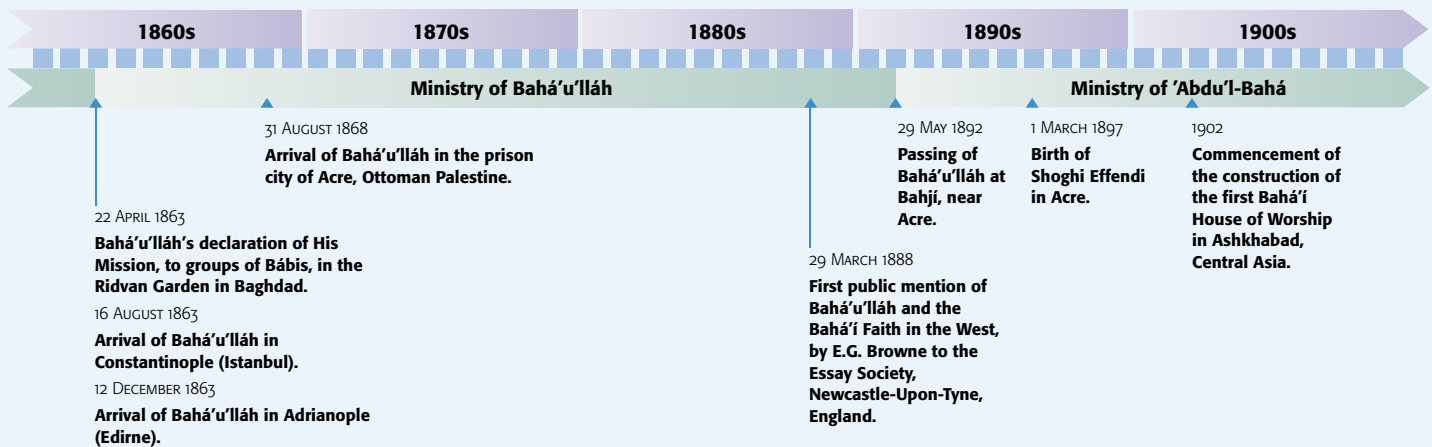 1860s
1870s
1880s
1890s
1900s
Ministry of Bahá’u’lláh
Ministry of ‘Abdu’l-Bahá
22 April 1863
Bahá’u’lláh’s declaration of His
Mission, to groups of Bábis, in the
Ridvan Garden in Baghdad.
16 August 1863
Arrival of Bahá’u’lláh in
Constantinople (Istanbul).
12 December 1863
Arrival of Bahá’u’lláh in Adrianople
(Edirne).
31 August 1868
Arrival of Bahá’u’lláh in the prison
city of Acre, Ottoman Palestine.
29 March 1888
First public mention of
Bahá’u’lláh and the
Bahá’í Faith in the West,
by E.G. Browne to the
Essay Society,
Newcastle-Upon-Tyne,
England.
29 May 1892
Passing of
Bahá’u’lláh at
Bahjí, near
Acre.
1 March 1897
Birth of
Shoghi Effendi
in Acre.
1902
Commencement of
the construction of
the first Bahá’í
House of Worship
in Ashkhabad,
Central Asia.